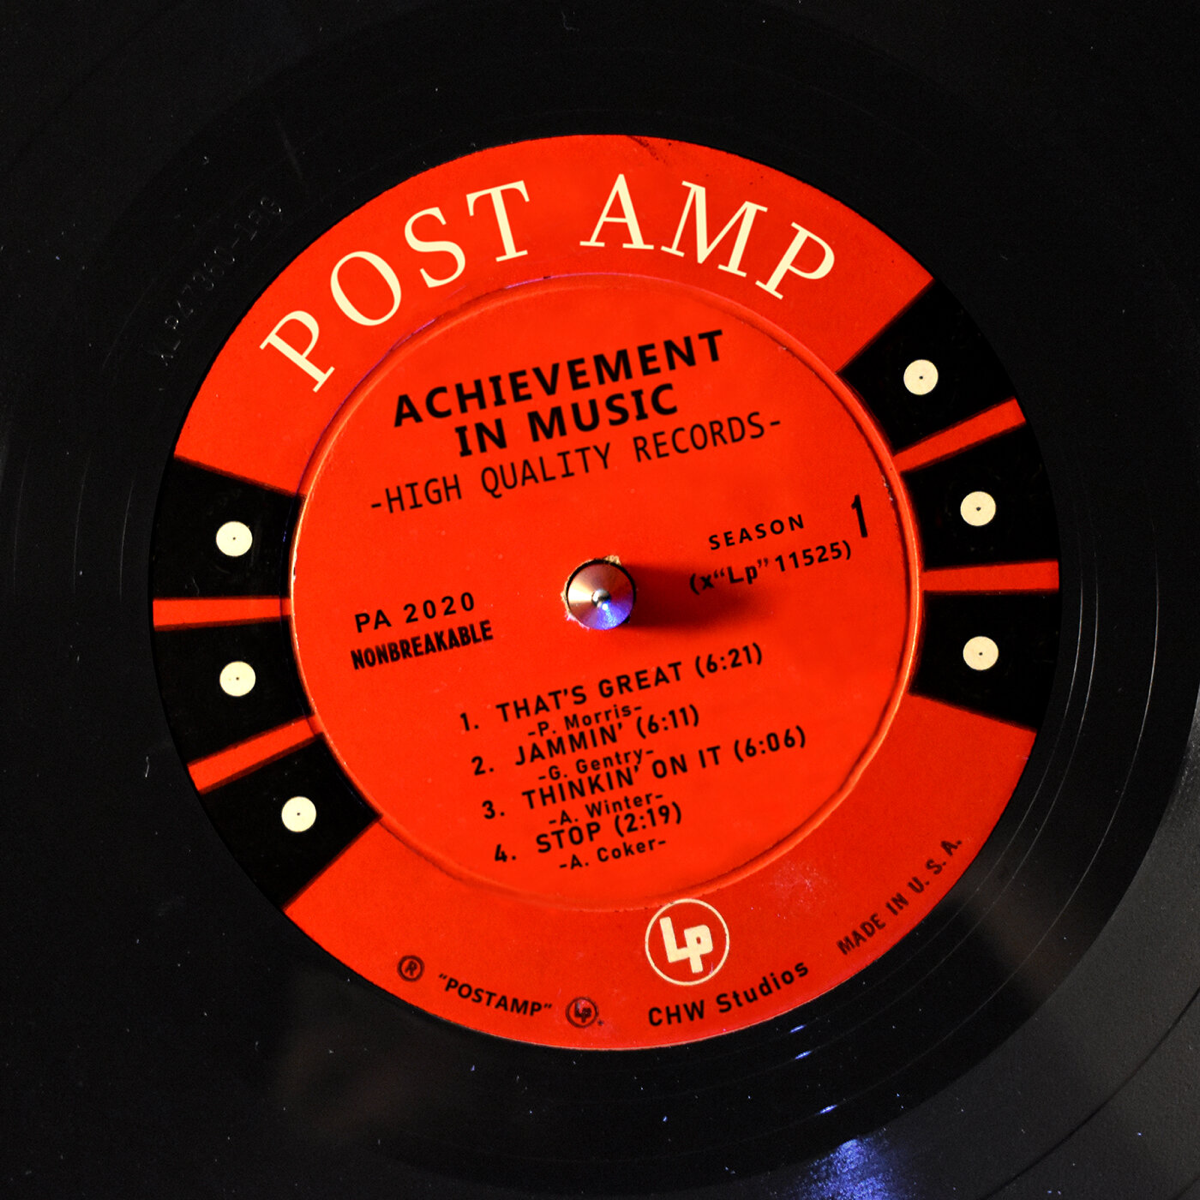 POST AMP
ACHIEVEMENT
IN MUSIC
-HIGH QUALITY RECORDS-
SEASON 1
(x“Lp” 11525)
PA 2020
NONBREAKABLE
1. THAT'S GREAT (6:21)
-P. Morris-
2. JAMMIN' (6:11)
-G. Gentry-
3. THINKIN' ON IT (6:06)
-A. Winter-
4. STOP (2:19)
-A. Coker-
Lp
® “POSTAMP” Lp.
CHW Studios
MADE IN U. S. A.